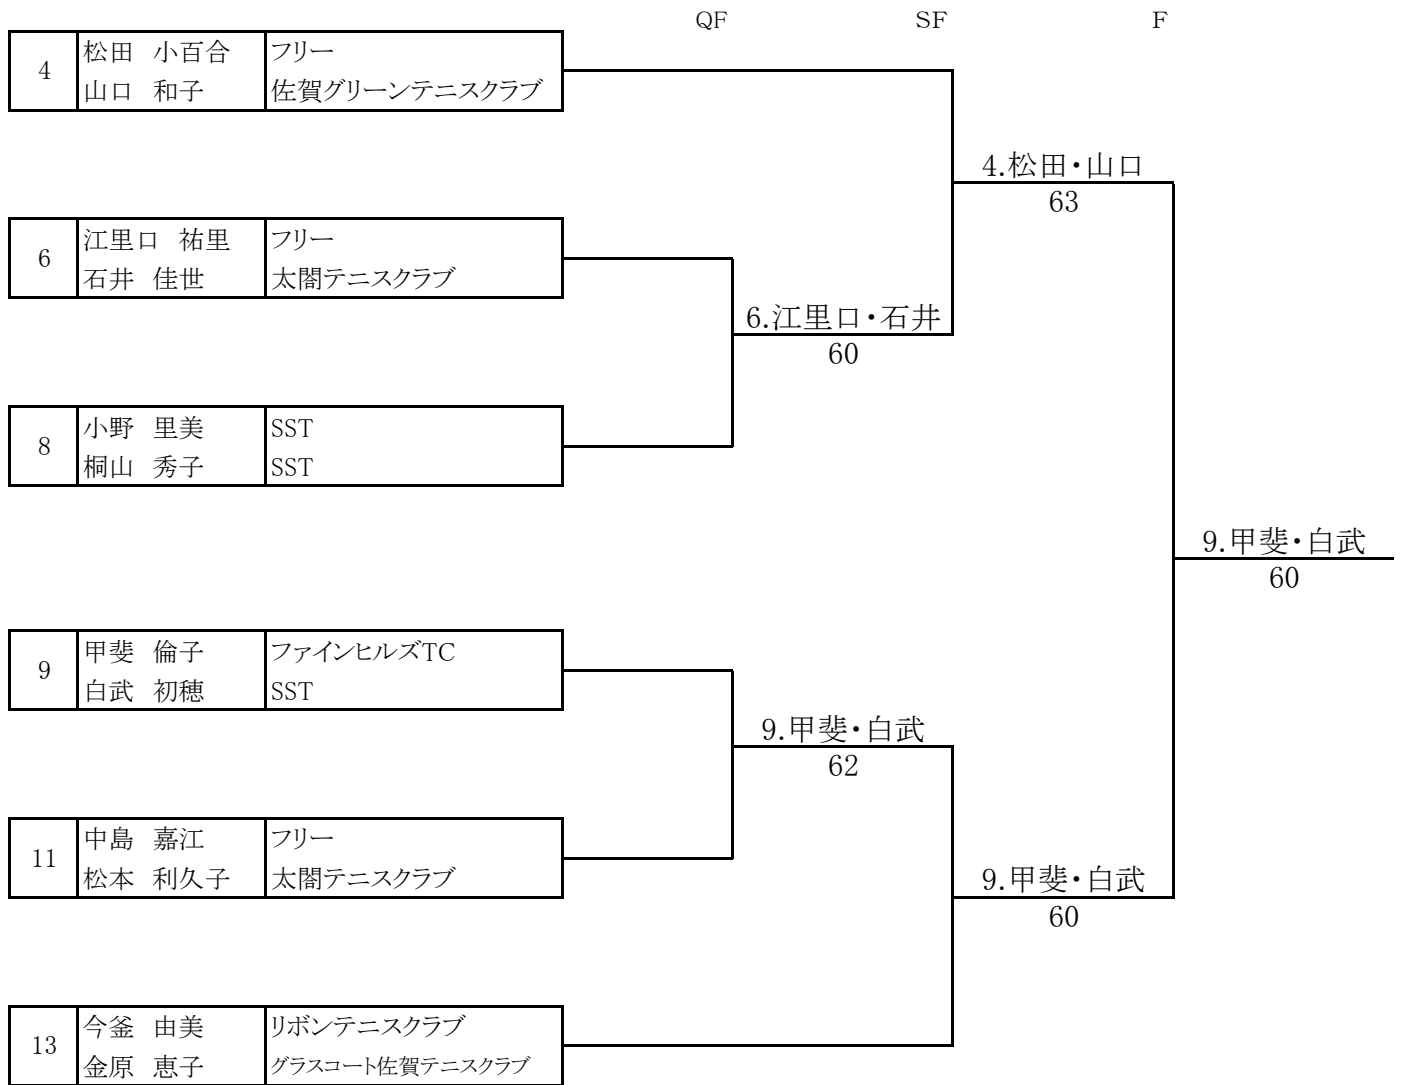 QF SF F
4 松田 小百合 フリー
山口 和子 佐賀グリーンテニスクラブ
4.松田・山口
63
6 江里口 祐里 フリー
石井 佳世 太閤テニスクラブ
6.江里口・石井
60
8 小野 里美 SST
桐山 秀子 SST
9.甲斐・白武
60
9 甲斐 倫子 ファインヒルズTC
白武 初穂 SST
9.甲斐・白武
62
11 中島 嘉江 フリー
松本 利久子 太閤テニスクラブ
9.甲斐・白武
60
13 今釜 由美 リボンテニスクラブ
金原 恵子 グラスコート佐賀テニスクラブ